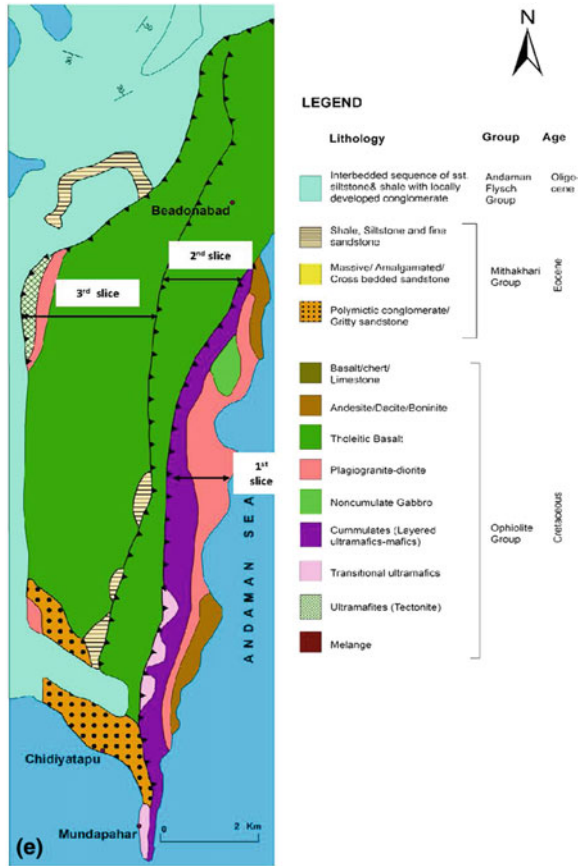 30
30
N
LEGEND
Lithology Group Age
Interbedded sequence of sst.
siltstone& shale with locally
developed conglomerate
Andaman
Flysch
Group
Oligo-
cene
Shale, Siltstone and fine
sandstone
Massive/ Amalgamated/
Cross bedded sandstone
Polymictic conglomerate/
Gritty sandstone
Mithakhari
Group
Eocene
Basalt/chert/
Limestone
Andesite/Dacite/Boninite
Tholeitic Basalt
Plagiogranite-diorite
Noncumulate Gabbro
Cummulates (Layered
ultramafics-mafics)
Transitional ultramafics
Ultramafites (Tectonite)
Melange
Ophiolite
Group
Cretaceous
Beadonabad
2nd slice
3rd slice
1st
slice
ANDAMAN SEA
Chidiyatapu
Mundapahar
0 2 Km
(e)